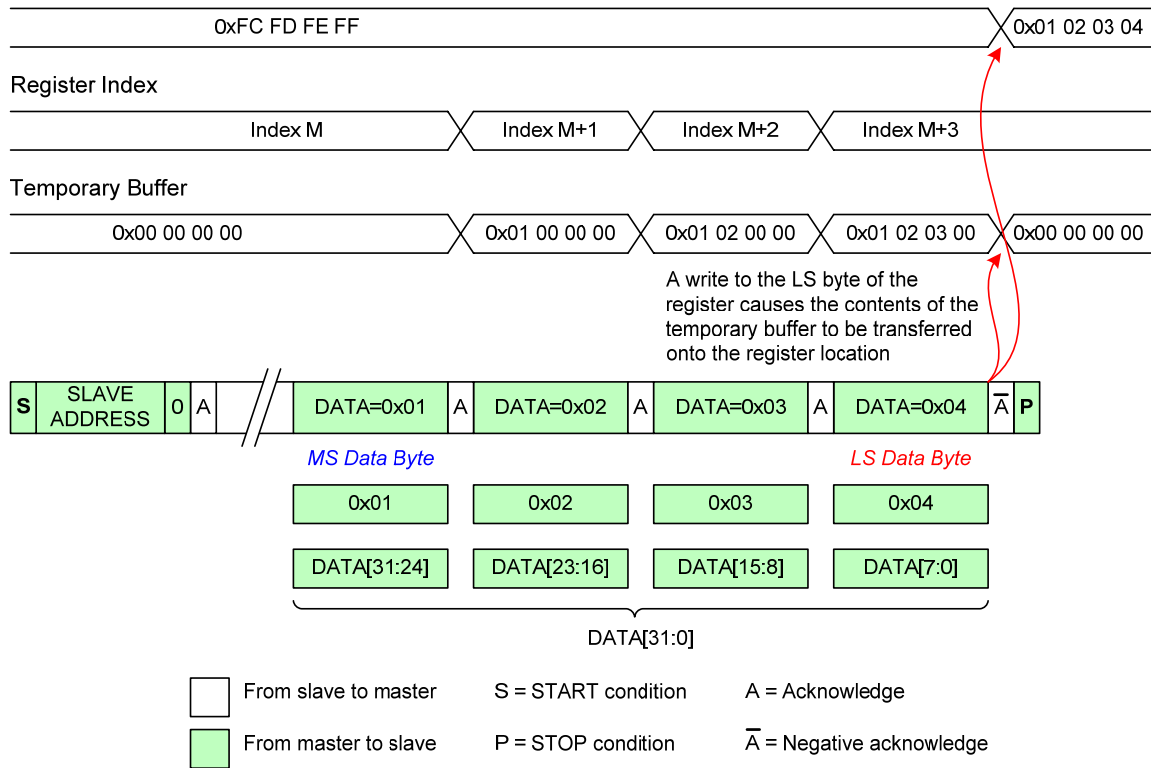 0xFC FD FE FF 0x01 02 03 04
Register Index
Index M Index M+1 Index M+2 Index M+3
Temporary Buffer
0x00 00 00 00 0x01 00 00 00 0x01 02 00 00 0x01 02 03 00 0x00 00 00 00
A write to the LS byte of the
register causes the contents of the
temporary buffer to be transferred
onto the register location
S SLAVE ADDRESS 0 A DATA=0x01 A DATA=0x02 A DATA=0x03 A DATA=0x04 A̅ P
MS Data Byte LS Data Byte
0x01 0x02 0x03 0x04
DATA[31:24] DATA[23:16] DATA[15:8] DATA[7:0]
DATA[31:0]
From slave to master S = START condition A = Acknowledge
From master to slave P = STOP condition A̅ = Negative acknowledge